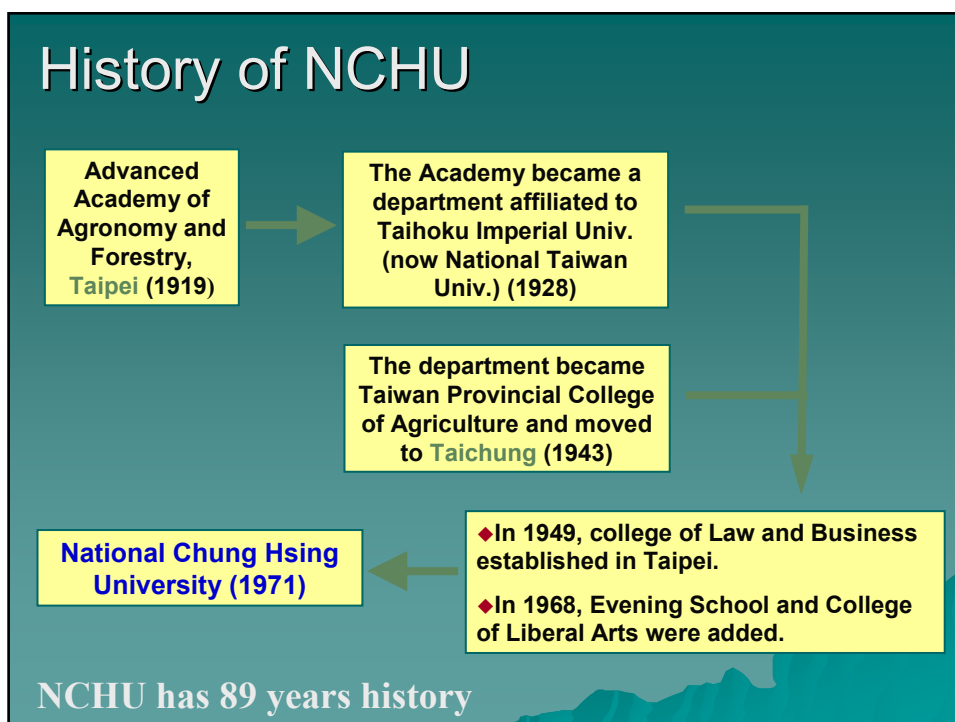 History of NCHU
Advanced
Academy of
Agronomy and
Forestry,
Taipei (1919)
The Academy became a
department affiliated to
Taihoku Imperial Univ.
(now National Taiwan
Univ.) (1928)
The department became
Taiwan Provincial College
of Agriculture and moved
to Taichung (1943)
◆In 1949, college of Law and Business
established in Taipei.
◆In 1968, Evening School and College
of Liberal Arts were added.
National Chung Hsing
University (1971)
NCHU has 89 years history